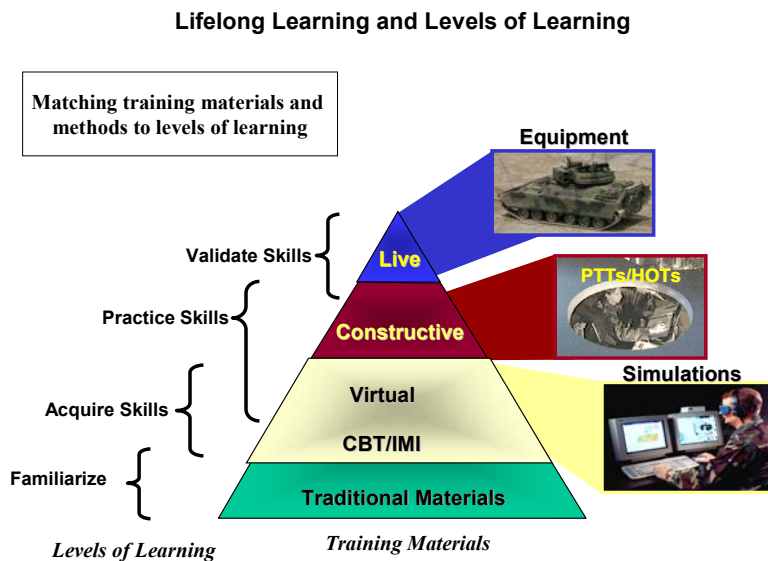 Lifelong Learning and Levels of Learning
Matching training materials and
methods to levels of learning
Equipment
Validate Skills
Live
PTTs/HOTs
Practice Skills
Constructive
Simulations
Virtual
Acquire Skills
CBT/IMI
Familiarize
Traditional Materials
Levels of Learning
Training Materials